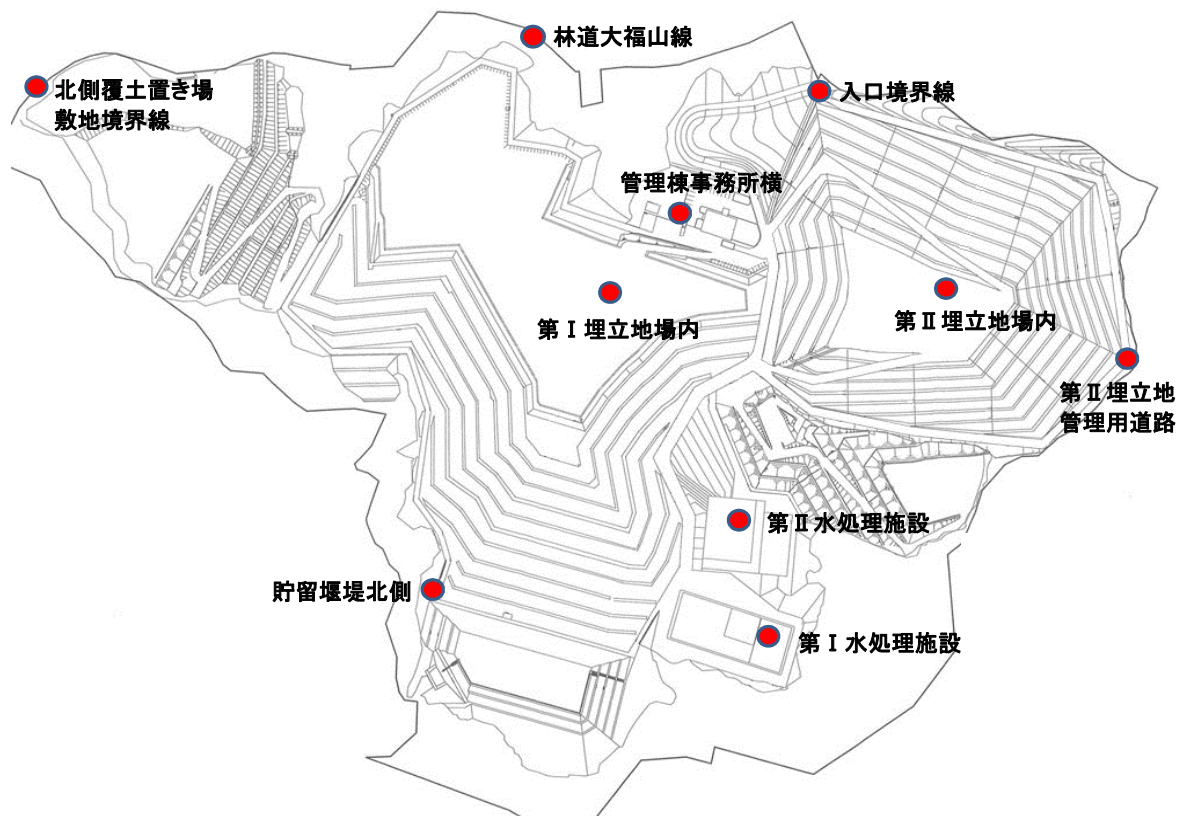 林道大福山線
北側覆土置き場
敷地境界線
入口境界線
管理棟事務所横
第Ⅰ埋立地場内
第Ⅱ埋立地場内
第Ⅱ埋立地
管理用道路
第Ⅱ水処理施設
貯留堰堤北側
第Ⅰ水処理施設